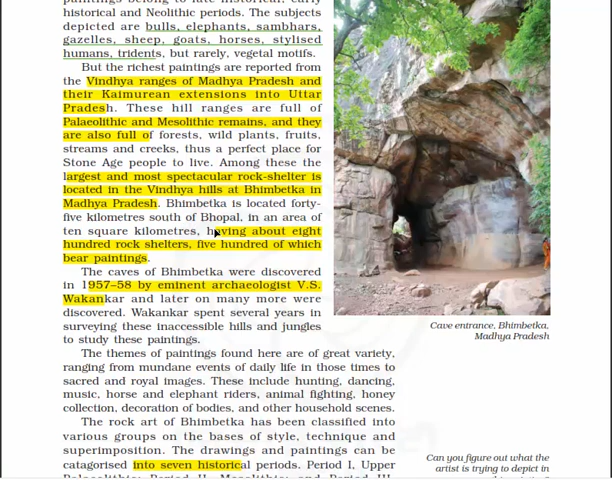 historical and Neolithic periods. The subjects
depicted are bulls, elephants, sambhars,
gazelles, sheep, goats, horses, stylised
humans, tridents, but rarely, vegetal motifs.
But the richest paintings are reported from
the Vindhya ranges of Madhya Pradesh and
their Kaimurean extensions into Uttar
Pradesh. These hill ranges are full of
Palaeolithic and Mesolithic remains, and they
are also full of forests, wild plants, fruits,
streams and creeks, thus a perfect place for
Stone Age people to live. Among these the
largest and most spectacular rock-shelter is
located in the Vindhya hills at Bhimbetka in
Madhya Pradesh. Bhimbetka is located forty-
five kilometres south of Bhopal, in an area of
ten square kilometres, having about eight
hundred rock shelters, five hundred of which
bear paintings.
The caves of Bhimbetka were discovered
in 1957–58 by eminent archaeologist V.S.
Wakankar and later on many more were
discovered. Wakankar spent several years in
surveying these inaccessible hills and jungles
to study these paintings.
Cave entrance, Bhimbetka,
Madhya Pradesh
The themes of paintings found here are of great variety,
ranging from mundane events of daily life in those times to
sacred and royal images. These include hunting, dancing,
music, horse and elephant riders, animal fighting, honey
collection, decoration of bodies, and other household scenes.
The rock art of Bhimbetka has been classified into
various groups on the bases of style, technique and
superimposition. The drawings and paintings can be
catagorised into seven historical periods. Period I, Upper
Can you figure out what the
artist is trying to depict in